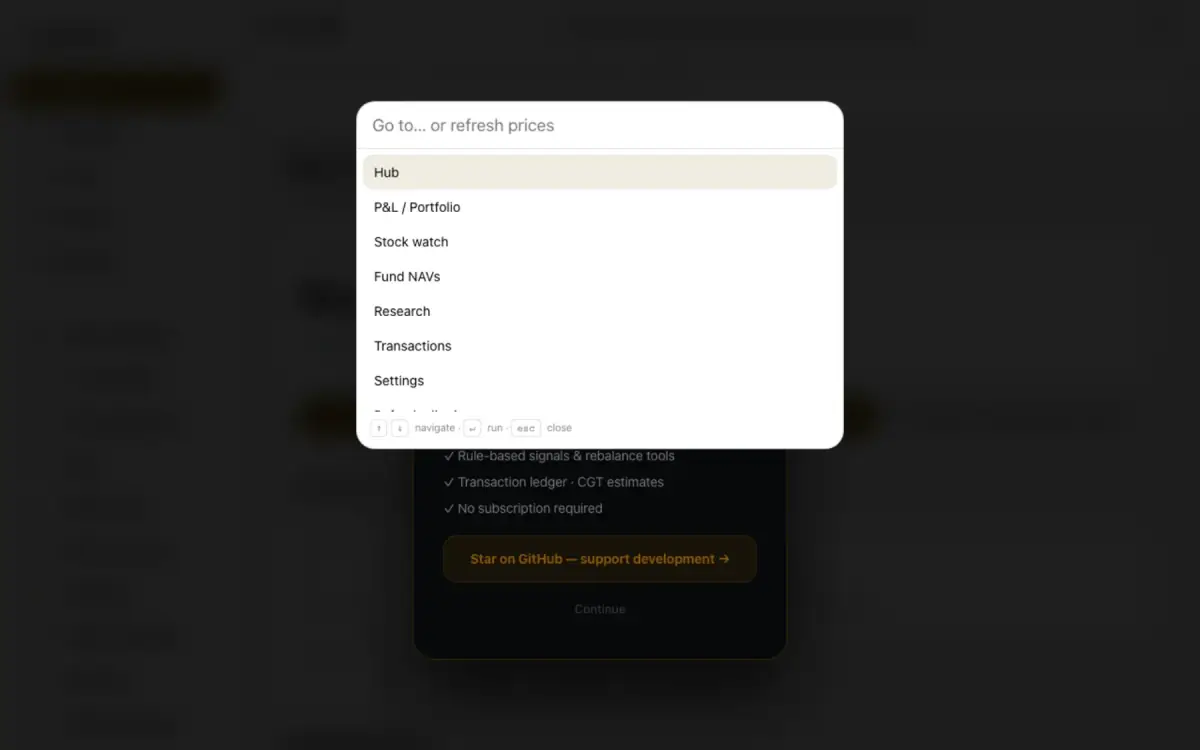 Go to... or refresh prices
Hub
P&L / Portfolio
Stock watch
Fund NAVs
Research
Transactions
Settings
↑ ↓ navigate · ↵ run · esc close
✓ Rule-based signals & rebalance tools
✓ Transaction ledger · CGT estimates
✓ No subscription required
Star on GitHub — support development →
Continue